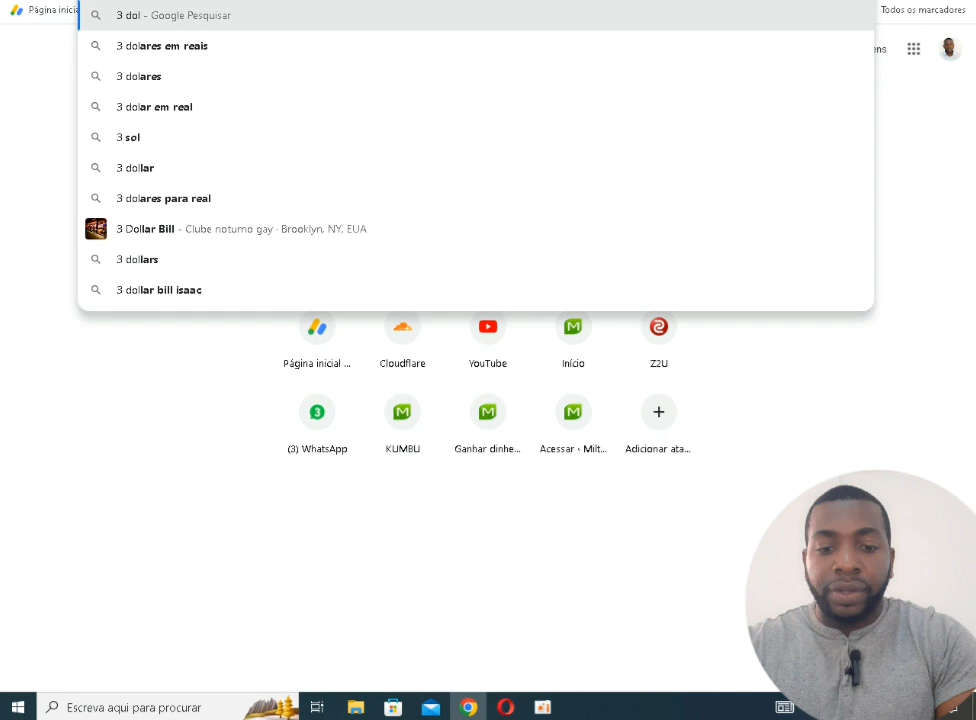 Página inicia
Todos os marcadores
3 dol - Google Pesquisar
3 dolares em reais
3 dolares
3 dolar em real
3 sol
3 dollar
3 dolares para real
3 Dollar Bill - Clube noturno gay · Brooklyn, NY, EUA
3 dollars
3 dollar bill isaac
ens
Página inicial ...
Cloudflare
YouTube
Início
Z2U
3
(3) WhatsApp
KUMBU
Ganhar dinhe...
Acessar ‹ Milt...
Adicionar ata...
Escreva aqui para procurar